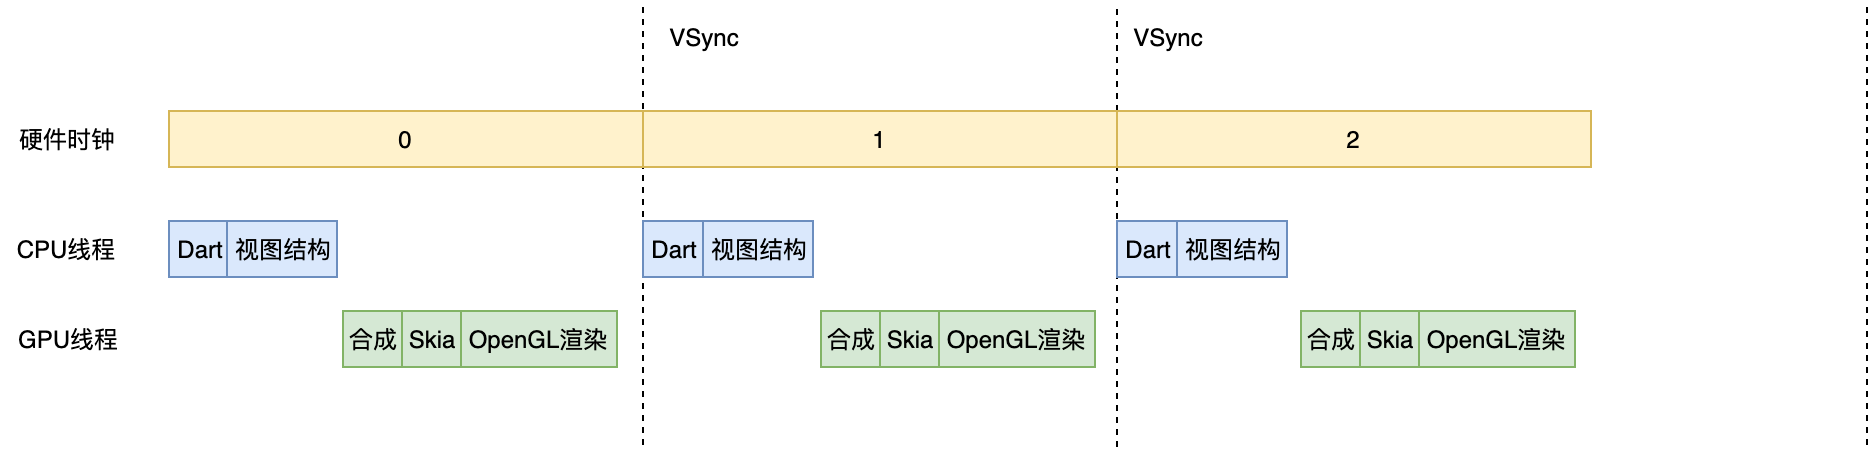 VSync VSync
硬件时钟 0 1 2
CPU线程 Dart 视图结构 Dart 视图结构 Dart 视图结构
GPU线程 合成 Skia OpenGL渲染 合成 Skia OpenGL渲染 合成 Skia OpenGL渲染